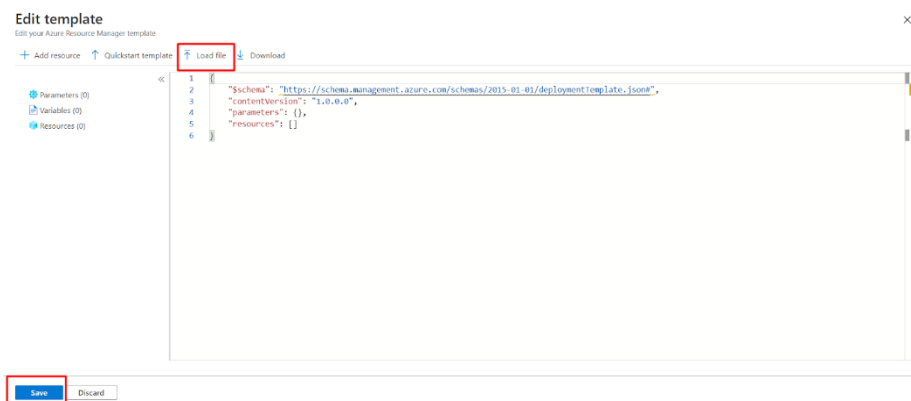 Edit template
Edit your Azure Resource Manager template
Add resource Quickstart template Load file Download
Parameters (0)
Variables (0)
Resources (0)
1 {
2 "$schema": "https://schema.management.azure.com/schemas/2015-01-01/deploymentTemplate.json#",
3 "contentVersion": "1.0.0.0",
4 "parameters": {},
5 "resources": []
6 }
Save Discard